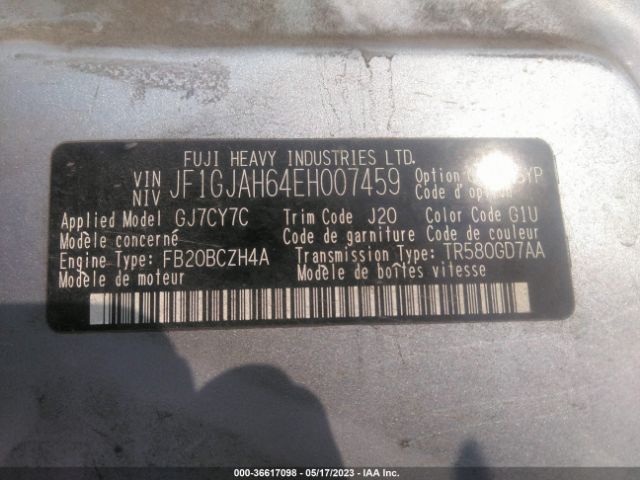 FUJI HEAVY INDUSTRIES LTD.
VIN NIV JF1GJAH64EH007459 Option
Code d'option
Applied Model GJ7CY7C Trim Code J20 Color Code G1U
Modèle concerné Code de garniture Code de couleur
Engine Type: FB20BCZH4A Transmission Type: TR580GD7AA
Modèle de moteur Modèle de boîtes vitesse
000-36617098 - 05/17/2023 - IAA Inc.